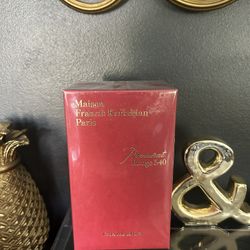 Maison
Francis Kurkdjian
Paris
Baccarat
Rouge 540
&